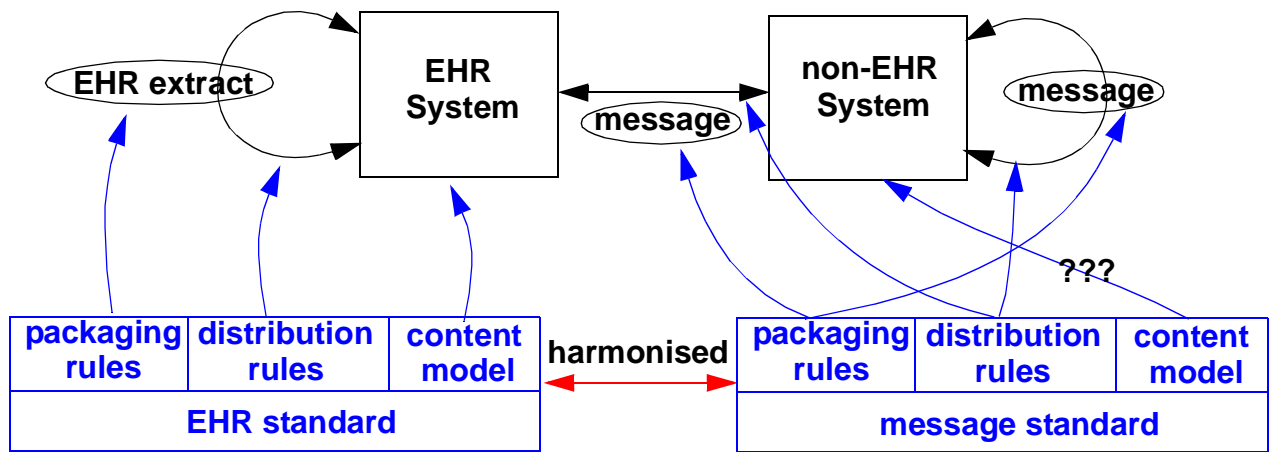 EHR extract
EHR
System
message
non-EHR
System
message
???
packaging
rules
distribution
rules
content
model
EHR standard
harmonised
packaging
rules
distribution
rules
content
model
message standard